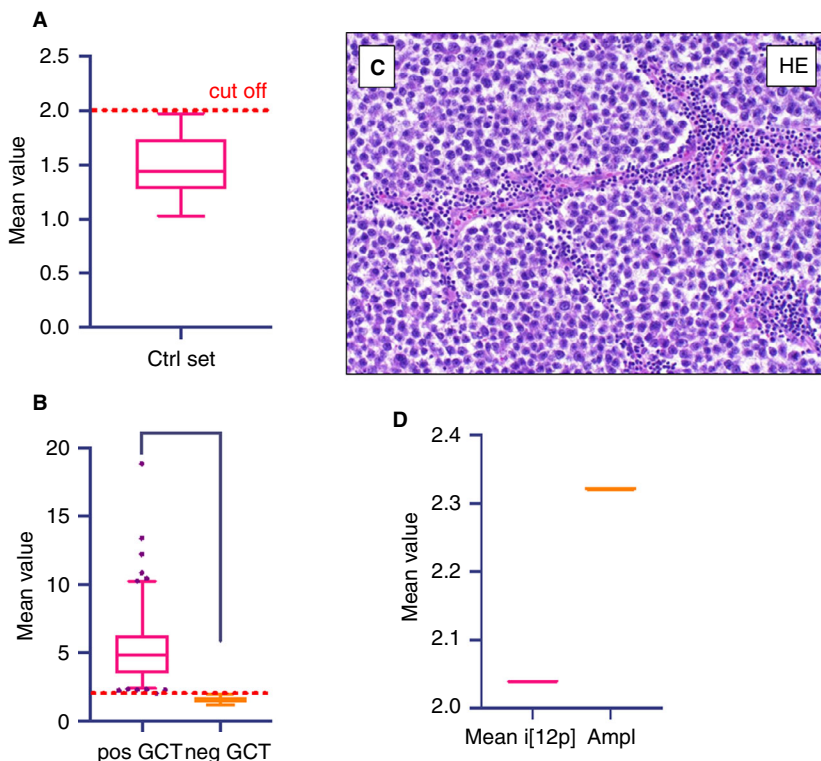 A
2.5
2.0
1.5
1.0
0.5
0.0
Mean value
cut off
Ctrl set
C
HE
B
20
15
10
5
0
Mean value
pos GCT neg GCT
D
2.4
2.3
2.2
2.1
2.0
Mean value
Mean i[12p] Ampl